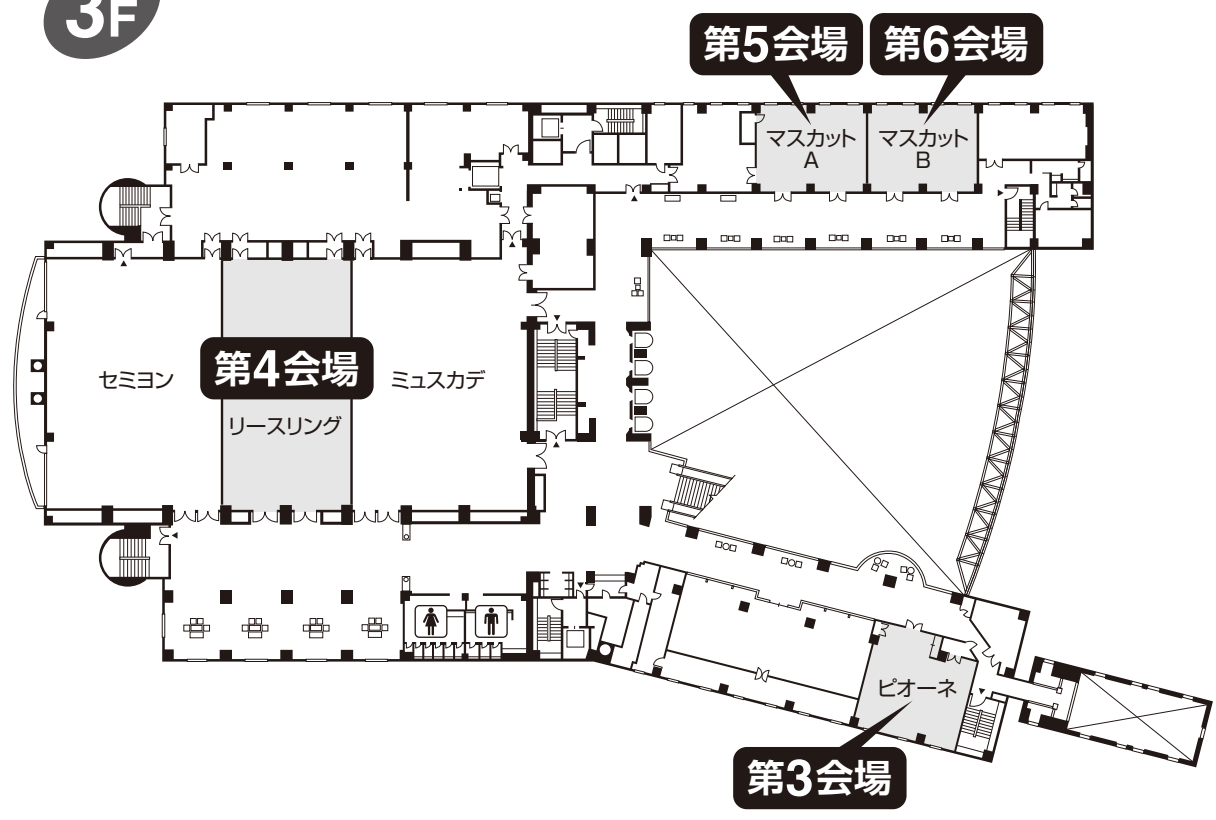 3F
第5会場
第6会場
マスカット
A
マスカット
B
セミヨン
第4会場
リースリング
ミュスカデ
ピオーネ
第3会場